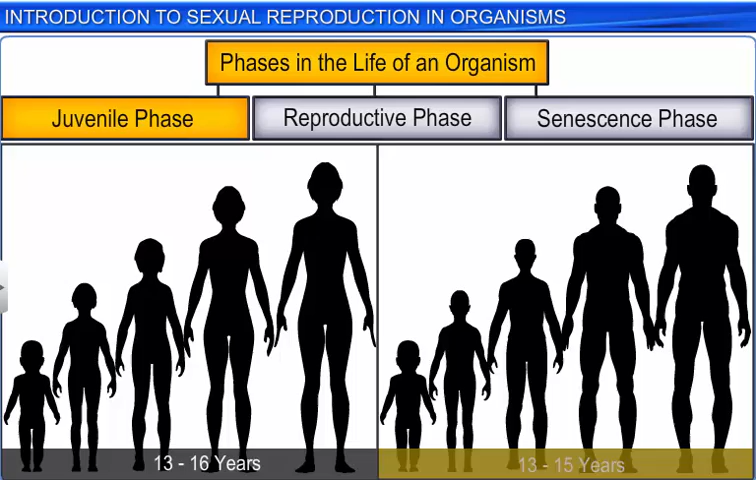 INTRODUCTION TO SEXUAL REPRODUCTION IN ORGANISMS
Phases in the Life of an Organism
Juvenile Phase
Reproductive Phase
Senescence Phase
13 - 16 Years
13 - 15 Years